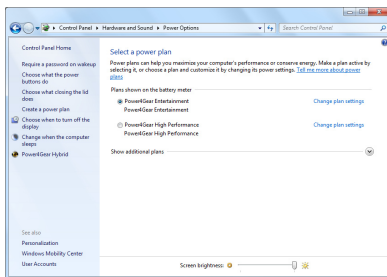 Control Panel ▸ Hardware and Sound ▸ Power Options
Search Control Panel
Control Panel Home
Require a password on wakeup
Choose what the power
buttons do
Choose what closing the lid
does
Create a power plan
Choose when to turn off the
display
Change when the computer
sleeps
Power4Gear Hybrid
See also
Personalization
Windows Mobility Center
User Accounts
Select a power plan
Power plans can help you maximize your computer's performance or conserve energy. Make a plan active by
selecting it, or choose a plan and customize it by changing its power settings. Tell me more about power
plans
Plans shown on the battery meter
Power4Gear Entertainment
Change plan settings
Power4Gear Entertainment
Power4Gear High Performance
Change plan settings
Power4Gear High Performance
Show additional plans
Screen brightness: